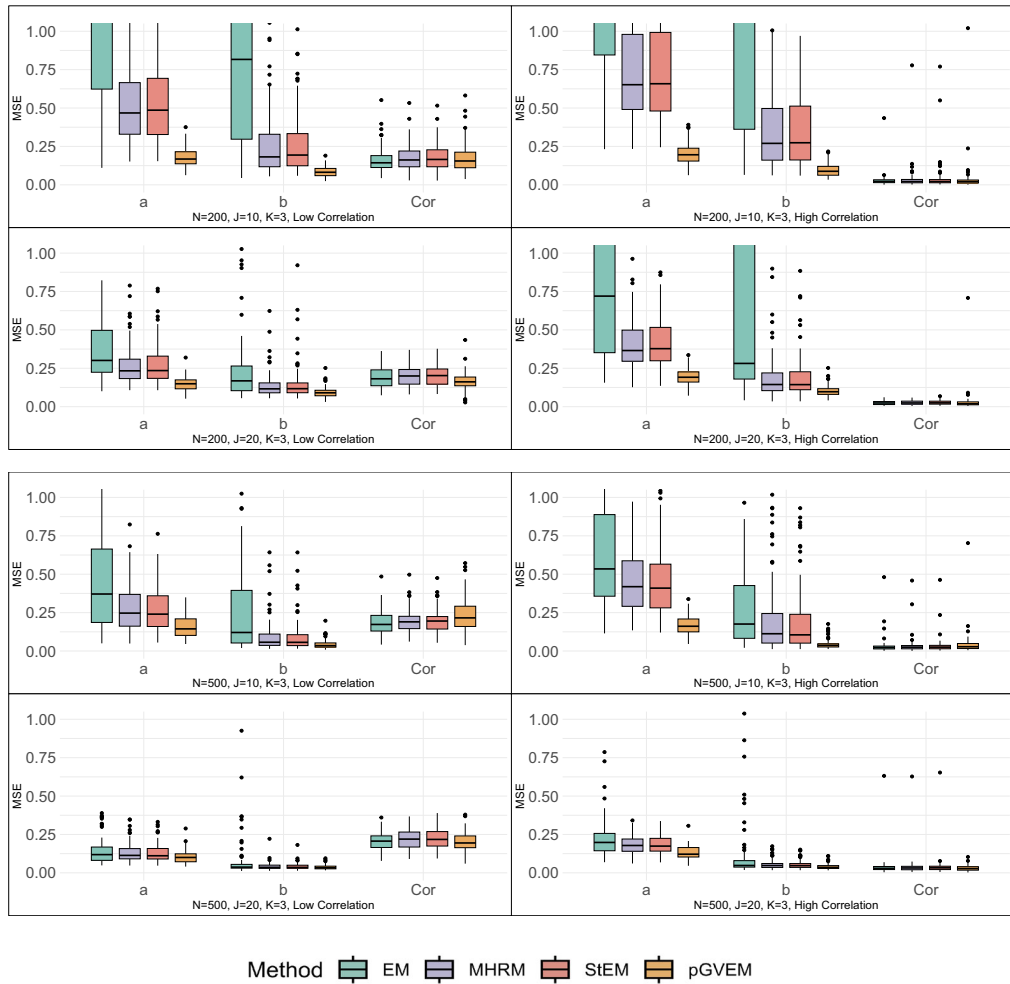 1.00
0.75
0.50
0.25
0.00
MSE
a
b
Cor
N=200, J=10, K=3, Low Correlation
1.00
0.75
0.50
0.25
0.00
MSE
a
b
Cor
N=200, J=10, K=3, High Correlation
1.00
0.75
0.50
0.25
0.00
MSE
a
b
Cor
N=200, J=20, K=3, Low Correlation
1.00
0.75
0.50
0.25
0.00
MSE
a
b
Cor
N=200, J=20, K=3, High Correlation
1.00
0.75
0.50
0.25
0.00
MSE
a
b
Cor
N=500, J=10, K=3, Low Correlation
1.00
0.75
0.50
0.25
0.00
MSE
a
b
Cor
N=500, J=10, K=3, High Correlation
1.00
0.75
0.50
0.25
0.00
MSE
a
b
Cor
N=500, J=20, K=3, Low Correlation
1.00
0.75
0.50
0.25
0.00
MSE
a
b
Cor
N=500, J=20, K=3, High Correlation
Method EM MHRM StEM pGVEM